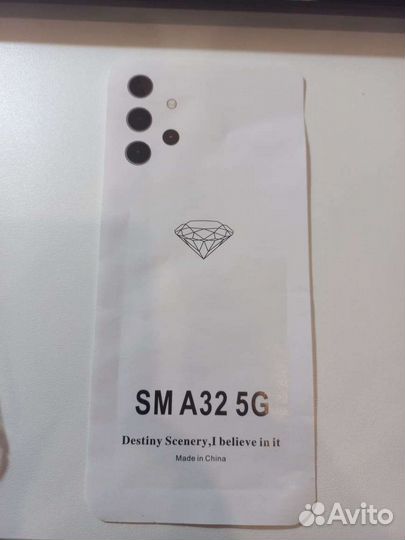 SM A32 5G
Destiny Scenery,I believe in it
Made in China
Avito